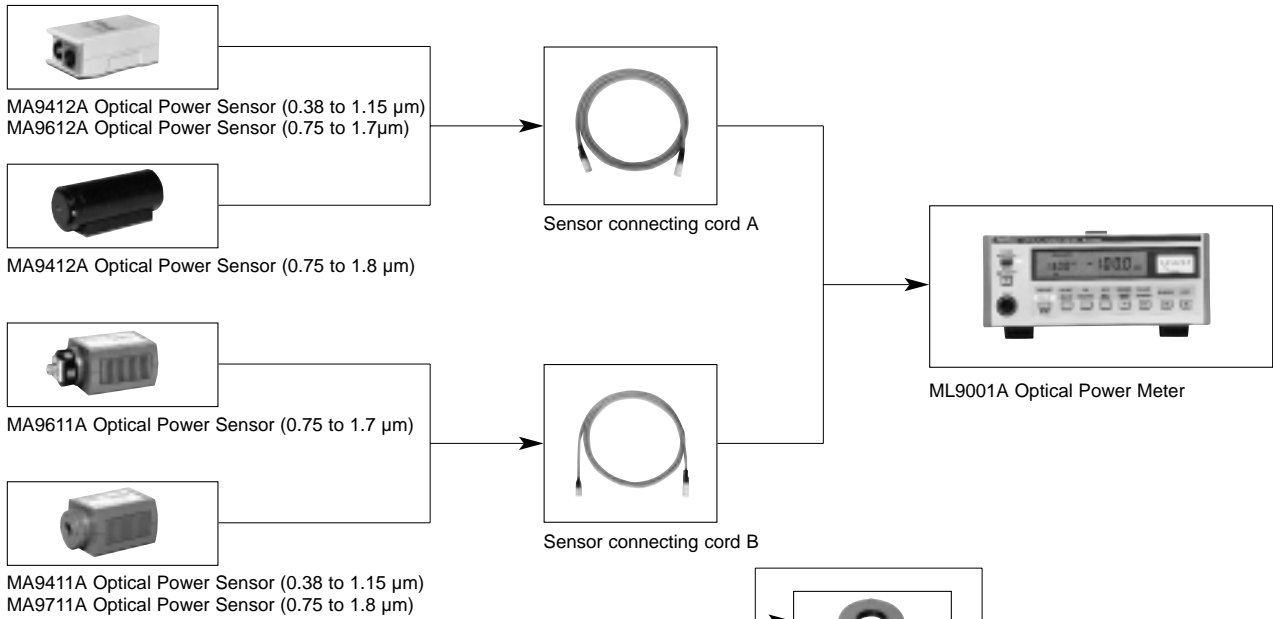 MA9412A Optical Power Sensor (0.38 to 1.15 µm)
MA9612A Optical Power Sensor (0.75 to 1.7µm)
Sensor connecting cord A
MA9412A Optical Power Sensor (0.75 to 1.8 µm)
MA9611A Optical Power Sensor (0.75 to 1.7 µm)
ML9001A Optical Power Meter
Sensor connecting cord B
MA9411A Optical Power Sensor (0.38 to 1.15 µm)
MA9711A Optical Power Sensor (0.75 to 1.8 µm)